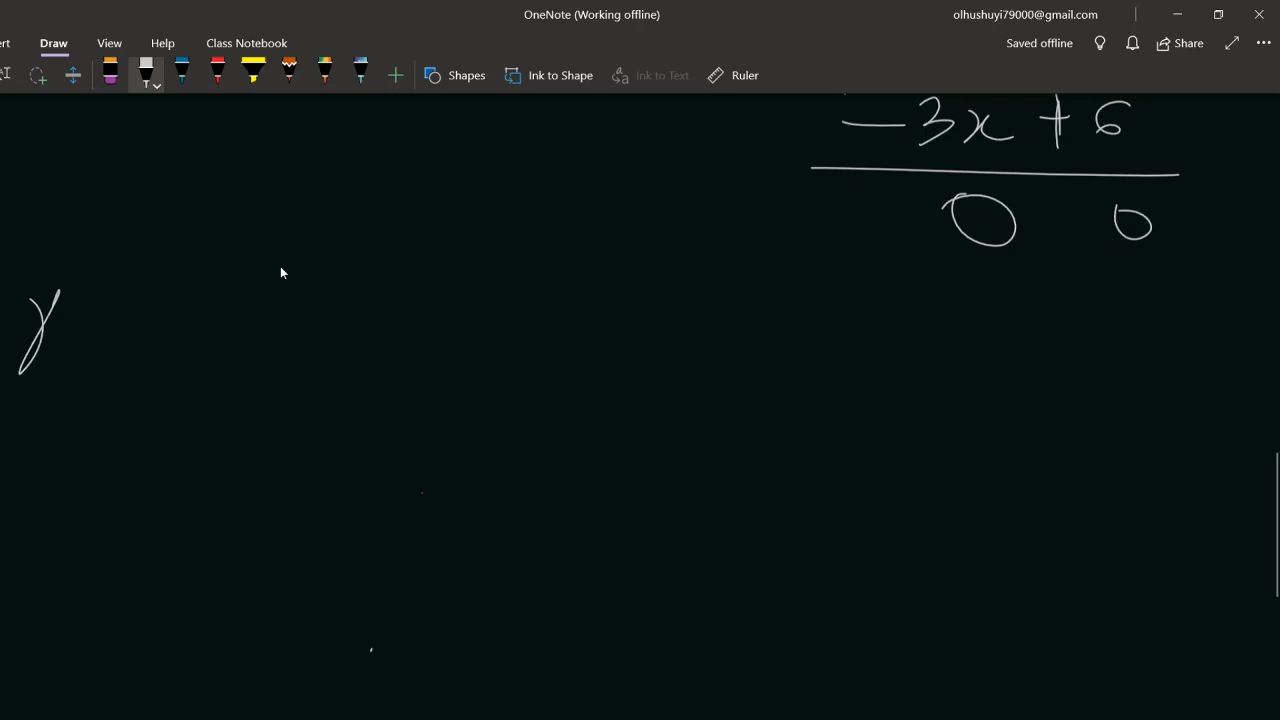 OneNote (Working offline)
olhushuyi79000@gmail.com
Draw View Help Class Notebook
Saved offline
Share
Shapes
Ink to Shape
Ink to Text
Ruler
- 3x + 6
0 0